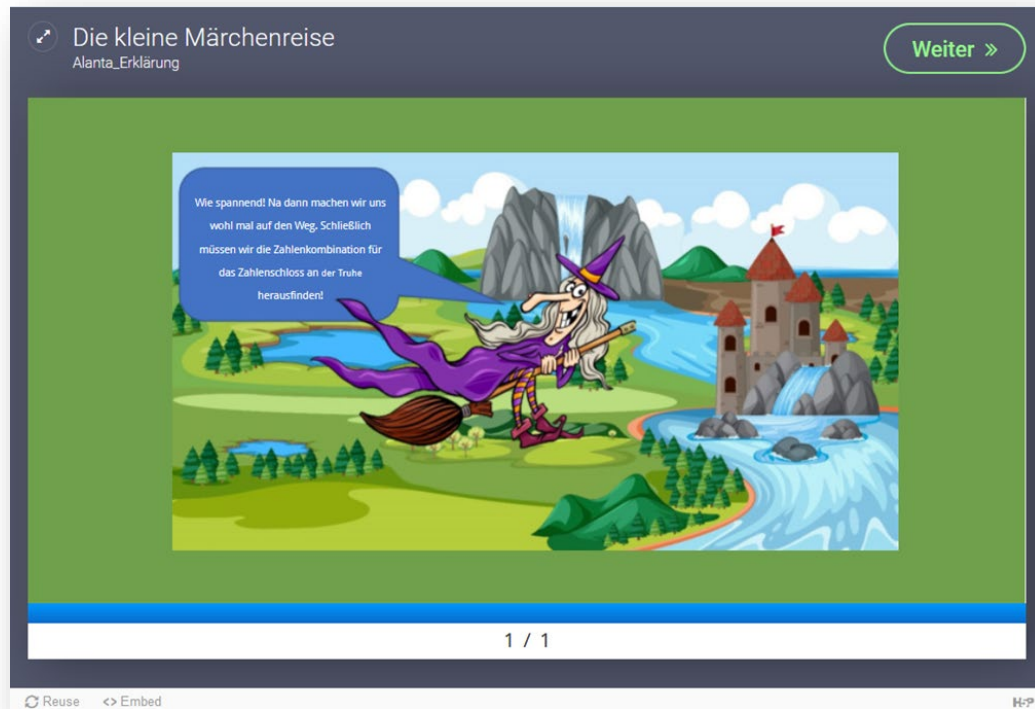 Die kleine Märchenreise
Alanta_Erklärung
Weiter »
Wie spannend! Na dann machen wir uns
wohl mal auf den Weg. Schließlich
müssen wir die Zahlenkombination für
das Zahlenschloss an der Truhe
herausfinden!
1 / 1
Reuse
<> Embed
H5P